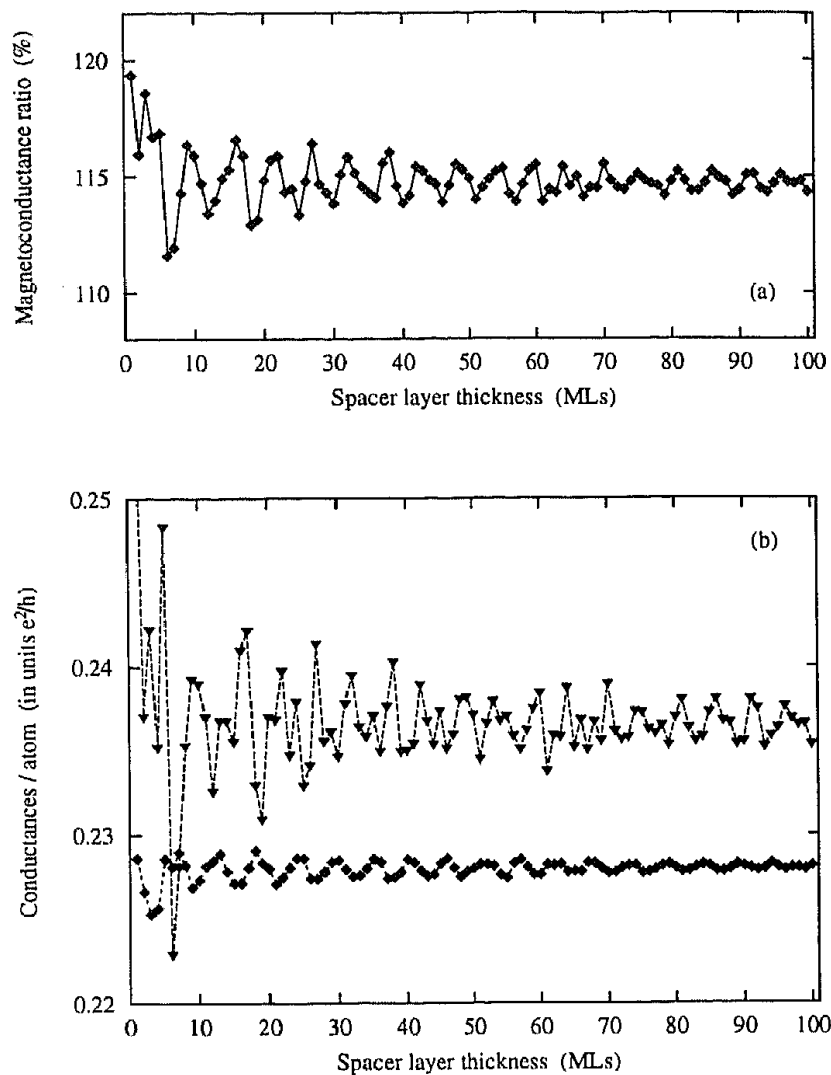 Magnetoconductance ratio (%)
120
115
110
(a)
0 10 20 30 40 50 60 70 80 90 100
Spacer layer thickness (MLs)
Conductances / atom (in units e²/h)
0.25
0.24
0.23
0.22
(b)
0 10 20 30 40 50 60 70 80 90 100
Spacer layer thickness (MLs)